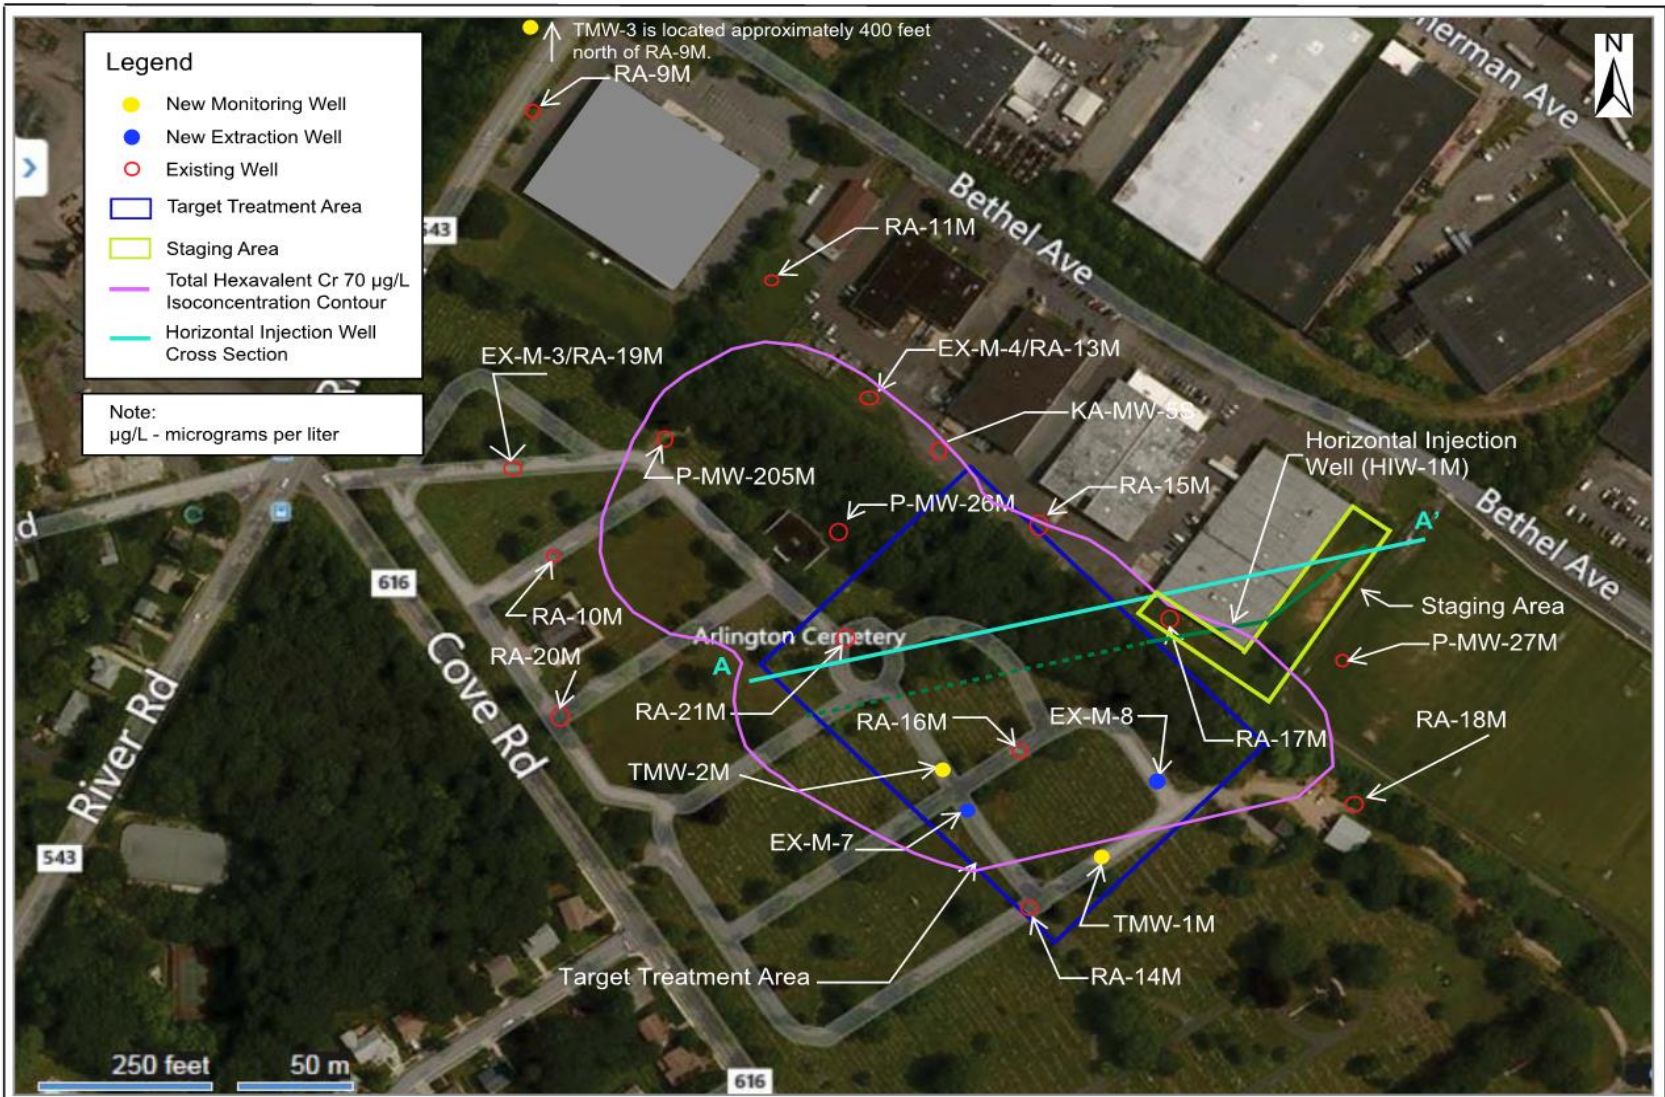 TMW-3 is located approximately 400 feet
north of RA-9M.
N
herman Ave
Legend
New Monitoring Well
New Extraction Well
Existing Well
Target Treatment Area
Staging Area
Total Hexavalent Cr 70 µg/L
Isoconcentration Contour
Horizontal Injection Well
Cross Section
Note:
µg/L - micrograms per liter
RA-9M
Bethel Ave
543
RA-11M
EX-M-3/RA-19M
EX-M-4/RA-13M
KA-MW-5S
P-MW-205M
P-MW-26M
RA-15M
Horizontal Injection
Well (HIW-1M)
Bethel Ave
A'
d
616
RA-10M
Arlington Cemetery
Staging Area
P-MW-27M
RA-20M
A
Cove Rd
River Rd
RA-21M
RA-16M
EX-M-8
RA-17M
RA-18M
TMW-2M
EX-M-7
543
TMW-1M
Target Treatment Area
RA-14M
250 feet
50 m
616